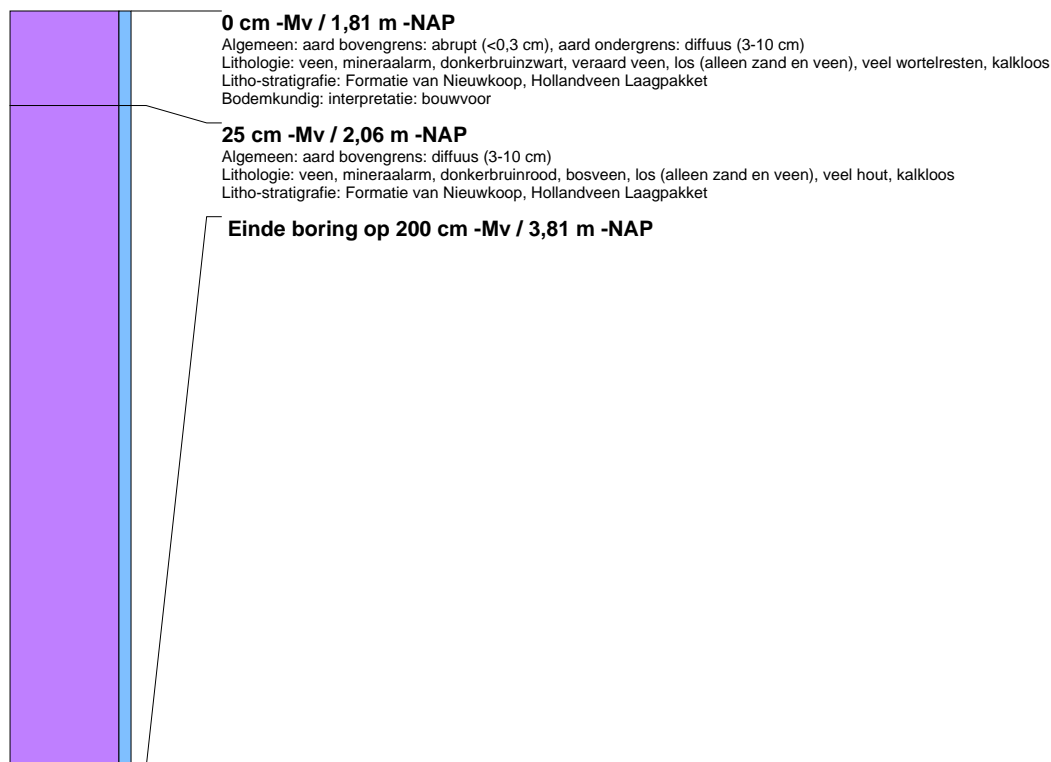 0 cm -Mv / 1,81 m -NAP
Algemeen: aard bovengrens: abrupt (<0,3 cm), aard ondergrens: diffuus (3-10 cm)
Lithologie: veen, mineraalarm, donkerbruinzwart, veraard veen, los (alleen zand en veen), veel wortelresten, kalkloos
Litho-stratigrafie: Formatie van Nieuwkoop, Hollandveen Laagpakket
Bodemkundig: interpretatie: bouwvoor
25 cm -Mv / 2,06 m -NAP
Algemeen: aard bovengrens: diffuus (3-10 cm)
Lithologie: veen, mineraalarm, donkerbruinrood, bosveen, los (alleen zand en veen), veel hout, kalkloos
Litho-stratigrafie: Formatie van Nieuwkoop, Hollandveen Laagpakket
Einde boring op 200 cm -Mv / 3,81 m -NAP